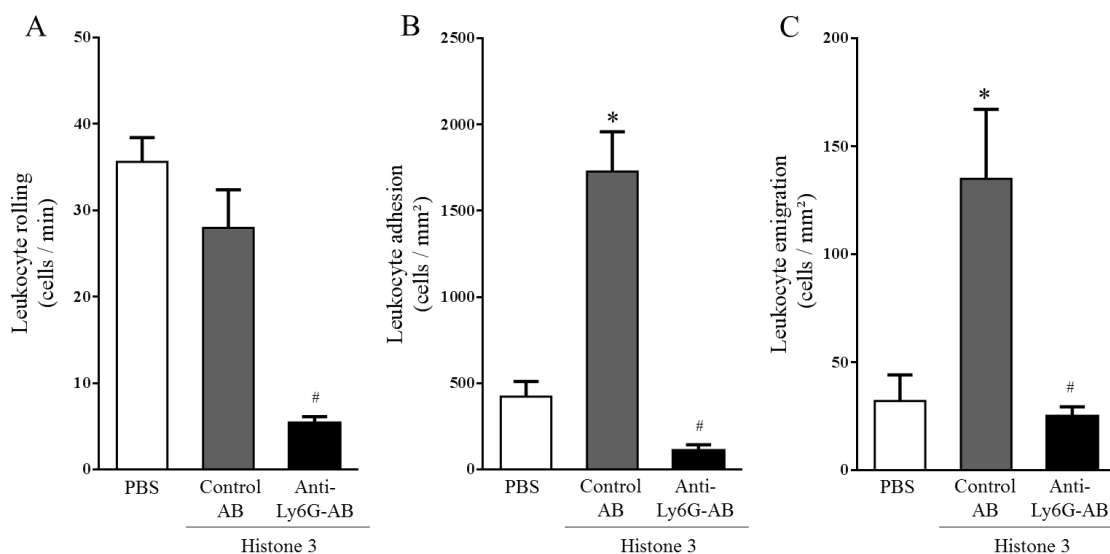 A
Leukocyte rolling
(cells / min)
50
40
30
20
10
0
PBS
Control
AB
Anti-
Ly6G-AB
#
Histone 3
B
Leukocyte adhesion
(cells / mm²)
2500
2000
1500
1000
500
0
*
#
PBS
Control
AB
Anti-
Ly6G-AB
Histone 3
C
Leukocyte emigration
(cells / mm²)
200
150
100
50
0
*
#
PBS
Control
AB
Anti-
Ly6G-AB
Histone 3